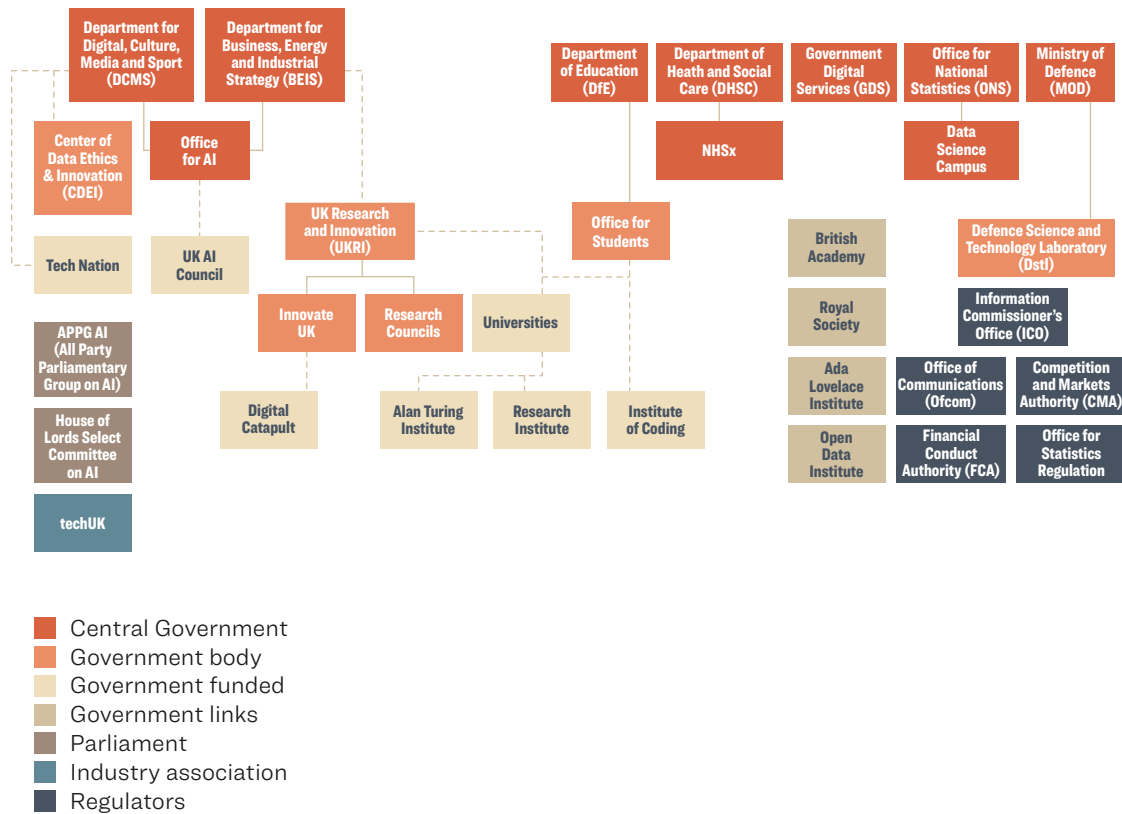 Department for
Digital, Culture,
Media and Sport
(DCMS)
Department for
Business, Energy
and Industrial
Strategy (BEIS)
Department
of Education
(DfE)
Department of
Heath and Social
Care (DHSC)
Government
Digital
Services (GDS)
Office for
National
Statistics (ONS)
Ministry of
Defence
(MOD)
Center of
Data Ethics
& Innovation
(CDEI)
Office
for AI
NHSx
Data
Science
Campus
UK Research
and Innovation
(UKRI)
Office for
Students
British
Academy
Defence Science and
Technology Laboratory
(Dstl)
Tech Nation
UK AI
Council
Innovate
UK
Research
Councils
Universities
Royal
Society
Information
Commissioner's
Office (ICO)
APPG AI
(All Party
Parliamentary
Group on AI)
Ada
Lovelace
Institute
Office of
Communications
(Ofcom)
Competition
and Markets
Authority (CMA)
Digital
Catapult
Alan Turing
Institute
Research
Institute
Institute
of Coding
House of
Lords Select
Committee
on AI
Open
Data
Institute
Financial
Conduct
Authority (FCA)
Office for
Statistics
Regulation
techUK
Central Government
Government body
Government funded
Government links
Parliament
Industry association
Regulators